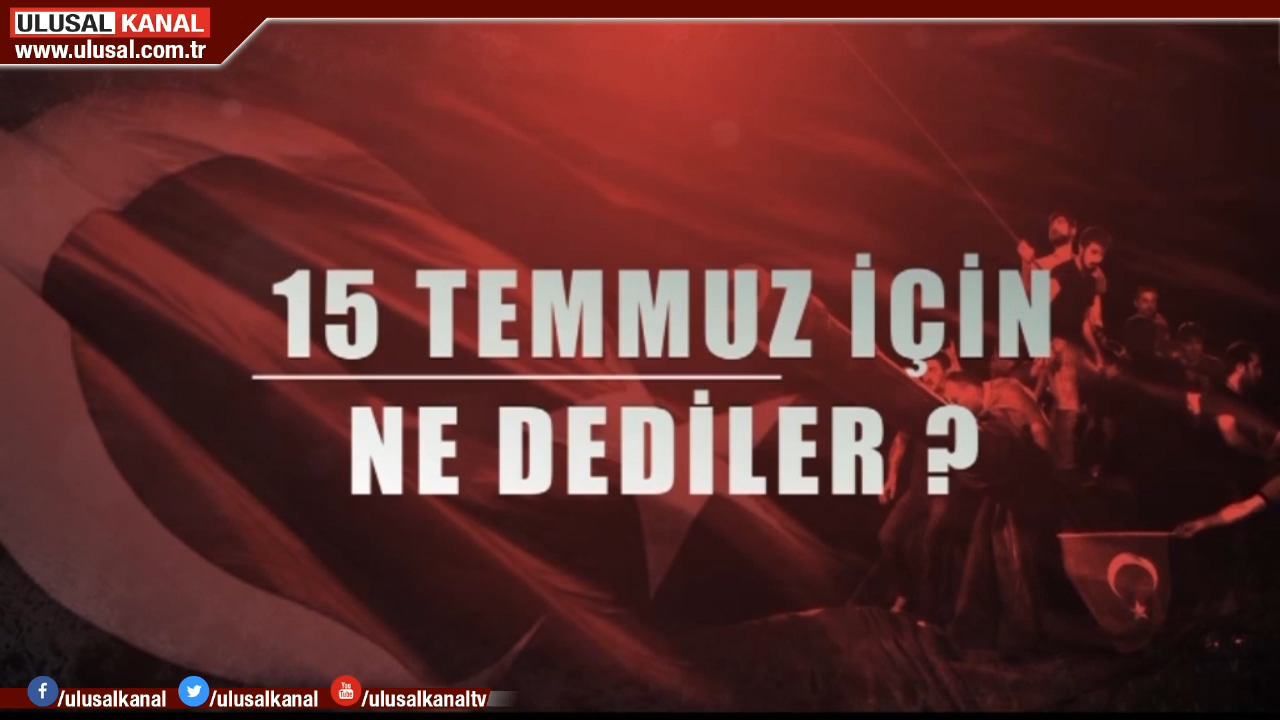 ULUSAL KANAL
www.ulusal.com.tr
15 TEMMUZ İÇİN
NE DEDİLER ?
/ulusalkanal /ulusalkanal /ulusalkanaltv